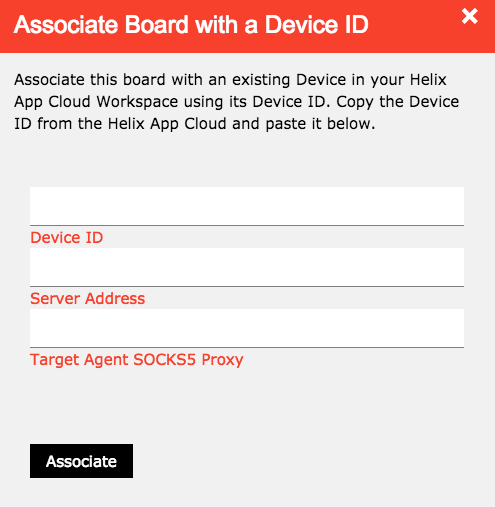 Associate Board with a Device ID
Associate this board with an existing Device in your Helix
App Cloud Workspace using its Device ID. Copy the Device
ID from the Helix App Cloud and paste it below.
Device ID
Server Address
Target Agent SOCKS5 Proxy
Associate